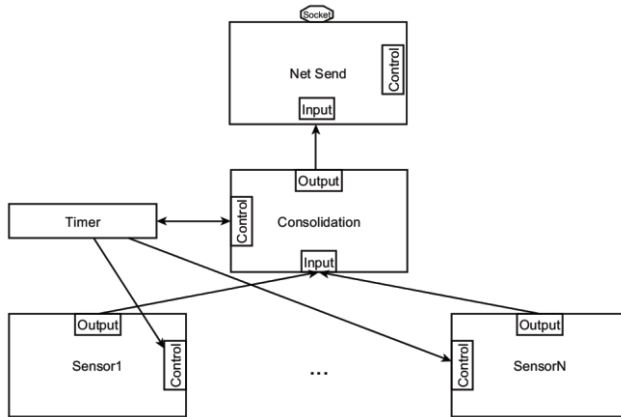 Socket
Net Send
Control
Input
Output
Timer
Control
Consolidation
Input
Output
Sensor1
Control
...
Output
Control
SensorN